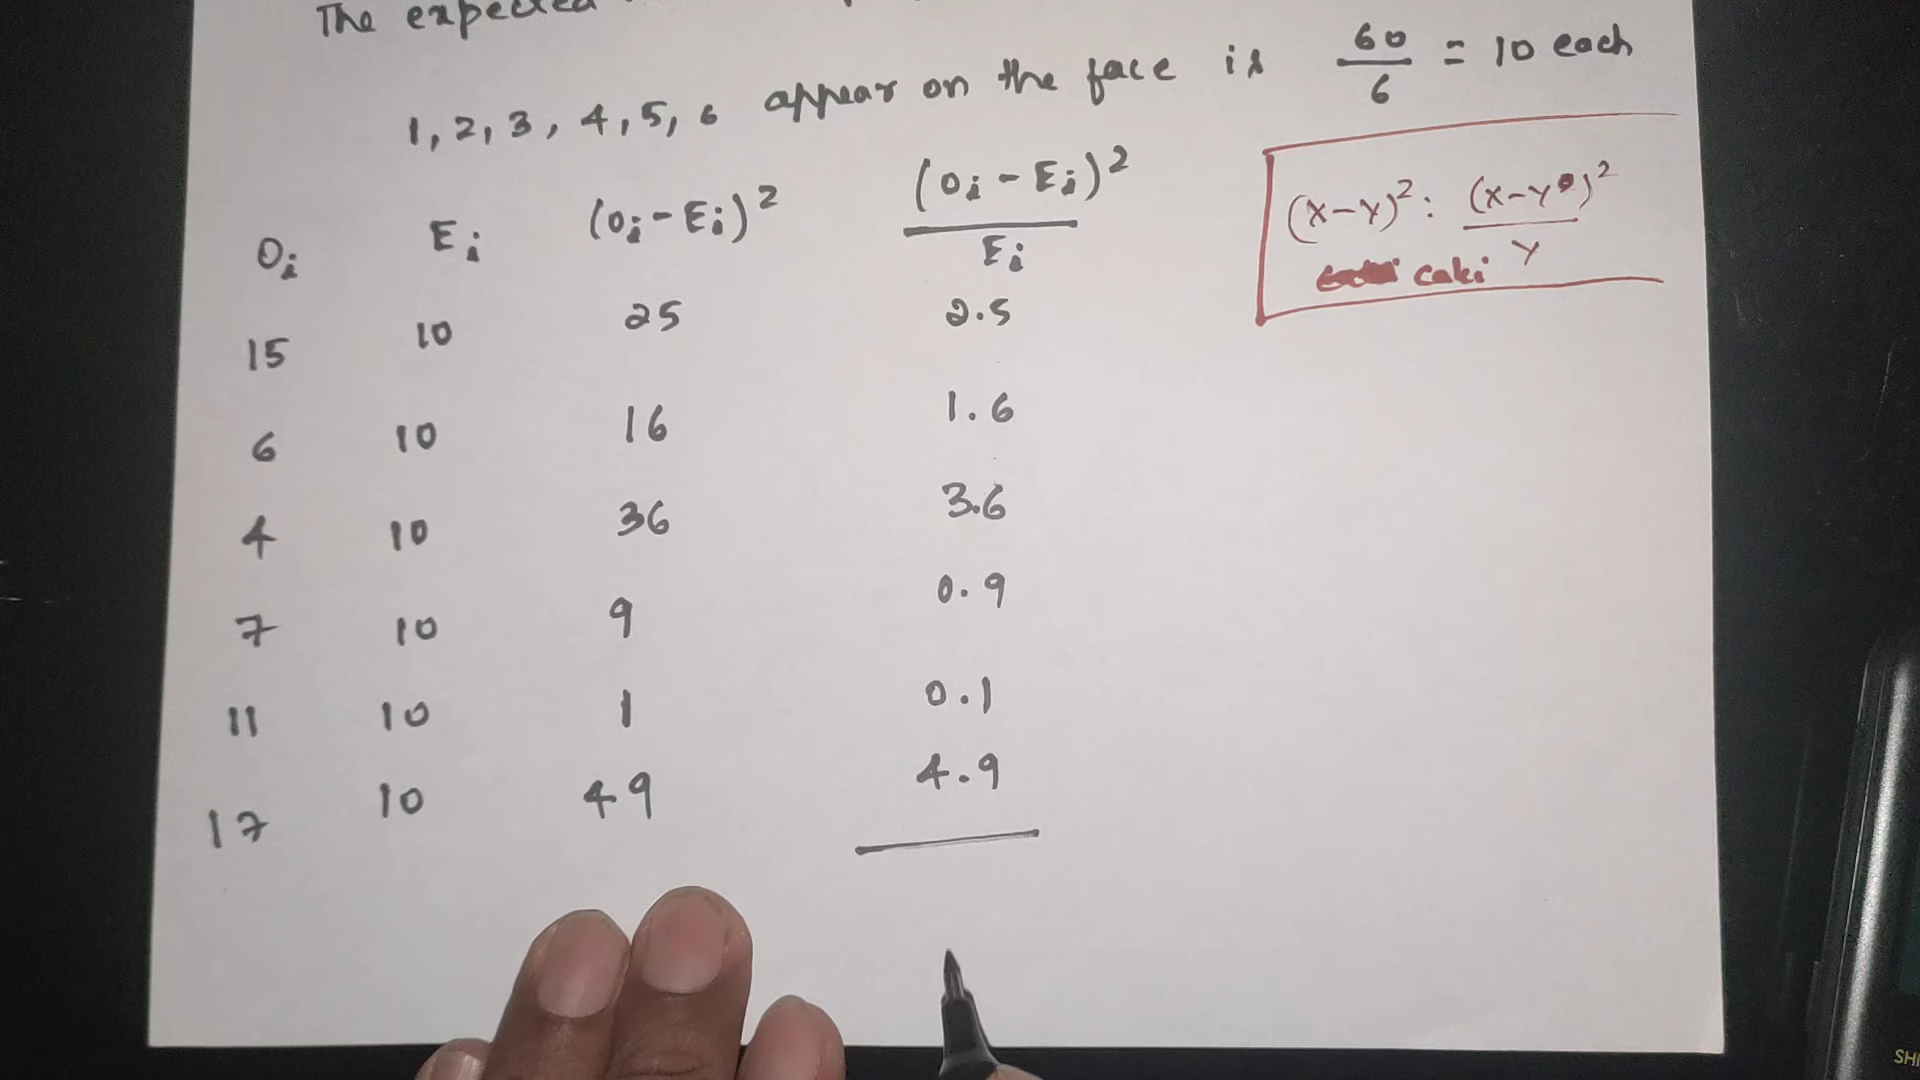 The expected
1, 2, 3, 4, 5, 6 appear on the face is 60/6 = 10 each
Oi Ei (Oi - Ei)² (Oi - Ei)²/Ei
15 10 25 2.5
6 10 16 1.6
4 10 36 3.6
7 10 9 0.9
11 10 1 0.1
17 10 49 4.9
(x-y)² : (x-y)²/y
SH